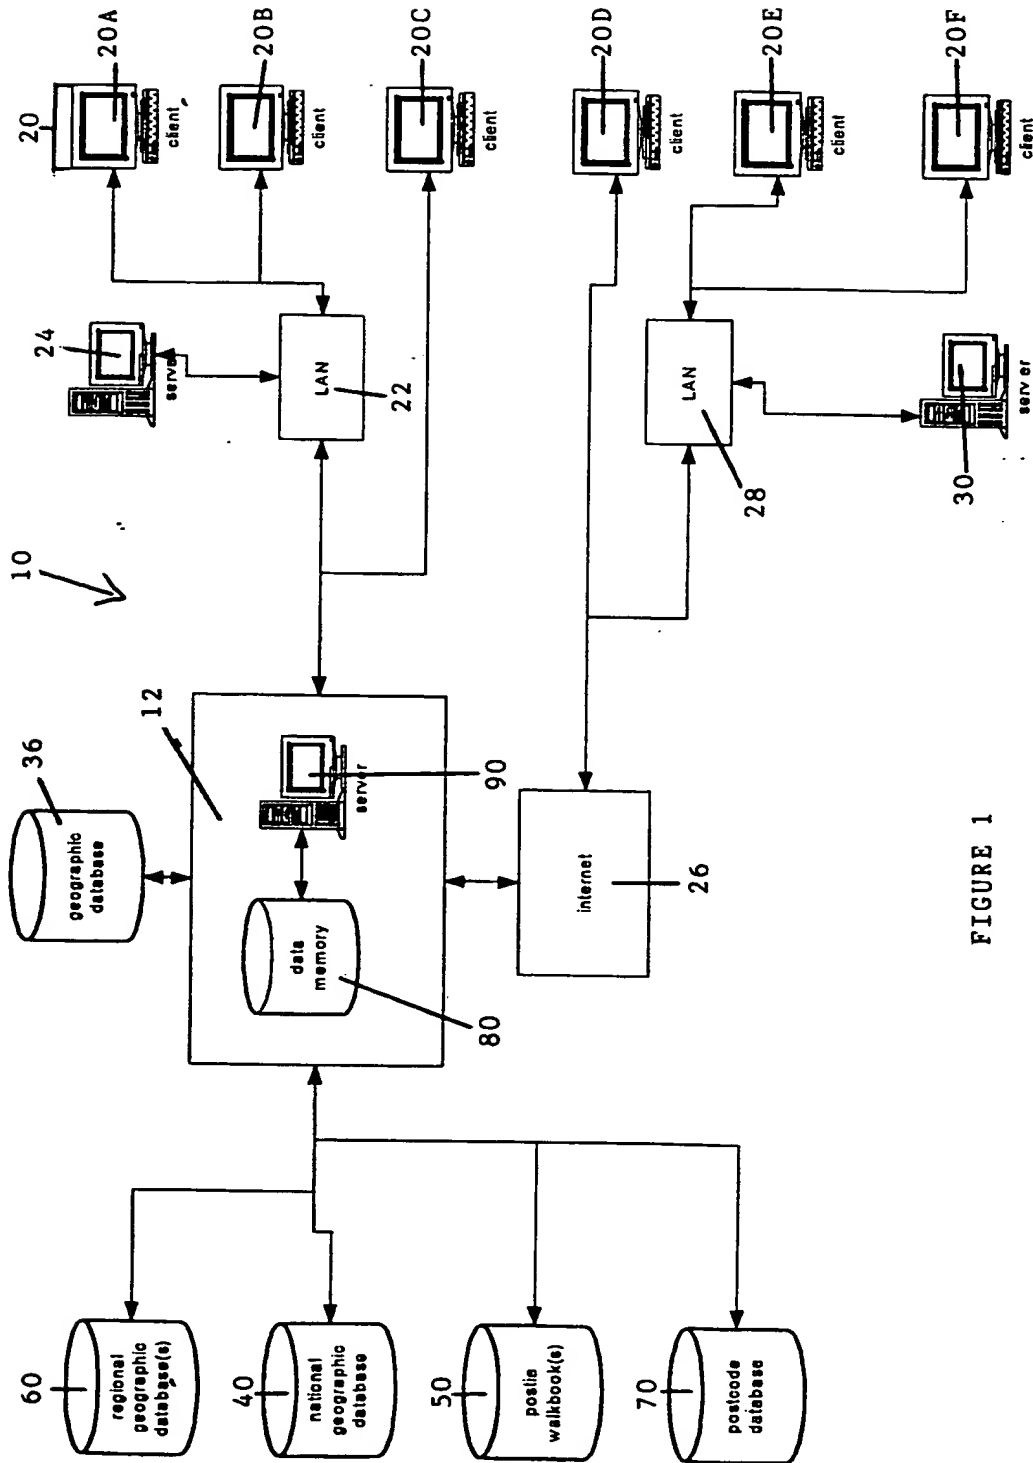 20
20A
client
20B
client
20C
client
20D
client
20E
client
20F
client
24
server
LAN
22
LAN
28
30
server
10
36
geographic
database
12
90
server
data
memory
80
internet
26
60
regional
geographic
database(s)
40
national
geographic
database
50
postie
walkbook(s)
70
postcode
database
FIGURE 1